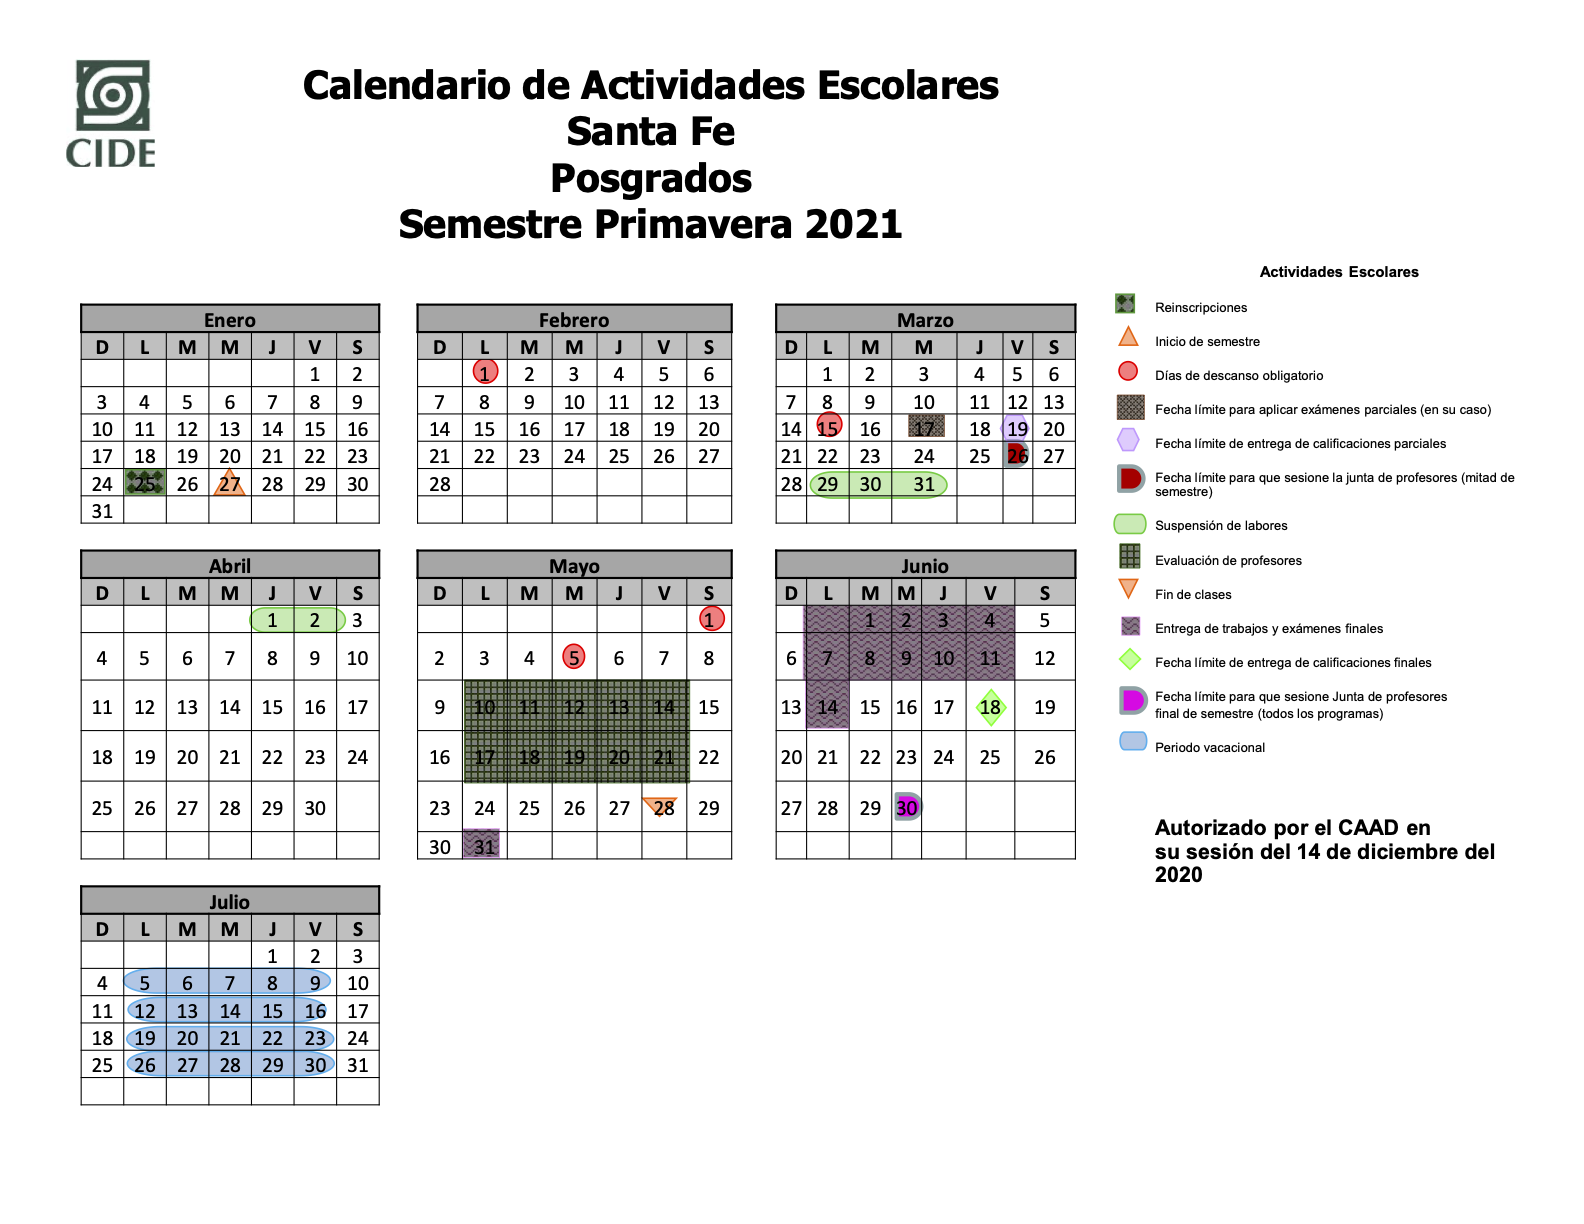 CIDE
Calendario de Actividades Escolares
Santa Fe
Posgrados
Semestre Primavera 2021
Enero
D L M M J V S
1 2
3 4 5 6 7 8 9
10 11 12 13 14 15 16
17 18 19 20 21 22 23
24 25 26 27 28 29 30
31
Febrero
D L M M J V S
1 2 3 4 5 6
7 8 9 10 11 12 13
14 15 16 17 18 19 20
21 22 23 24 25 26 27
28
Marzo
D L M M J V S
1 2 3 4 5 6
7 8 9 10 11 12 13
14 15 16 17 18 19 20
21 22 23 24 25 26 27
28 29 30 31
Abril
D L M M J V S
1 2 3
4 5 6 7 8 9 10
11 12 13 14 15 16 17
18 19 20 21 22 23 24
25 26 27 28 29 30
Mayo
D L M M J V S
1
2 3 4 5 6 7 8
9 10 11 12 13 14 15
16 17 18 19 20 21 22
23 24 25 26 27 28 29
30 31
Junio
D L M M J V S
1 2 3 4 5
6 7 8 9 10 11 12
13 14 15 16 17 18 19
20 21 22 23 24 25 26
27 28 29 30
Julio
D L M M J V S
1 2 3
4 5 6 7 8 9 10
11 12 13 14 15 16 17
18 19 20 21 22 23 24
25 26 27 28 29 30 31
Actividades Escolares
Reinscripciones
Inicio de semestre
Días de descanso obligatorio
Fecha límite para aplicar exámenes parciales (en su caso)
Fecha límite de entrega de calificaciones parciales
Fecha límite para que sesione la junta de profesores (mitad de
semestre)
Suspensión de labores
Evaluación de profesores
Fin de clases
Entrega de trabajos y exámenes finales
Fecha límite de entrega de calificaciones finales
Fecha límite para que sesione Junta de profesores
final de semestre (todos los programas)
Periodo vacacional
Autorizado por el CAAD en
su sesión del 14 de diciembre del
2020